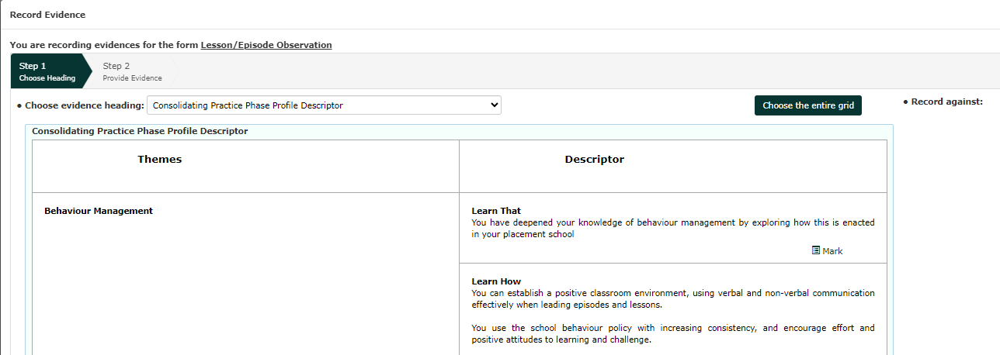 Record Evidence
You are recording evidences for the form Lesson/Episode Observation
Step 1
Choose Heading
Step 2
Provide Evidence
• Choose evidence heading:
Consolidating Practice Phase Profile Descriptor
Choose the entire grid
• Record against:
Consolidating Practice Phase Profile Descriptor
Themes
Descriptor
Behaviour Management
Learn That
You have deepened your knowledge of behaviour management by exploring how this is enacted
in your placement school
Mark
Learn How
You can establish a positive classroom environment, using verbal and non-verbal communication
effectively when leading episodes and lessons.
You use the school behaviour policy with increasing consistency, and encourage effort and
positive attitudes to learning and challenge.